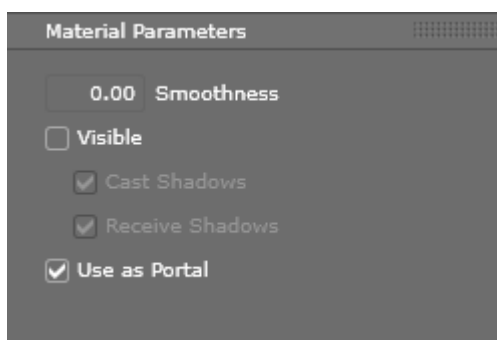 Material Parameters
0.00 Smoothness
Visible
Cast Shadows
Receive Shadows
Use as Portal